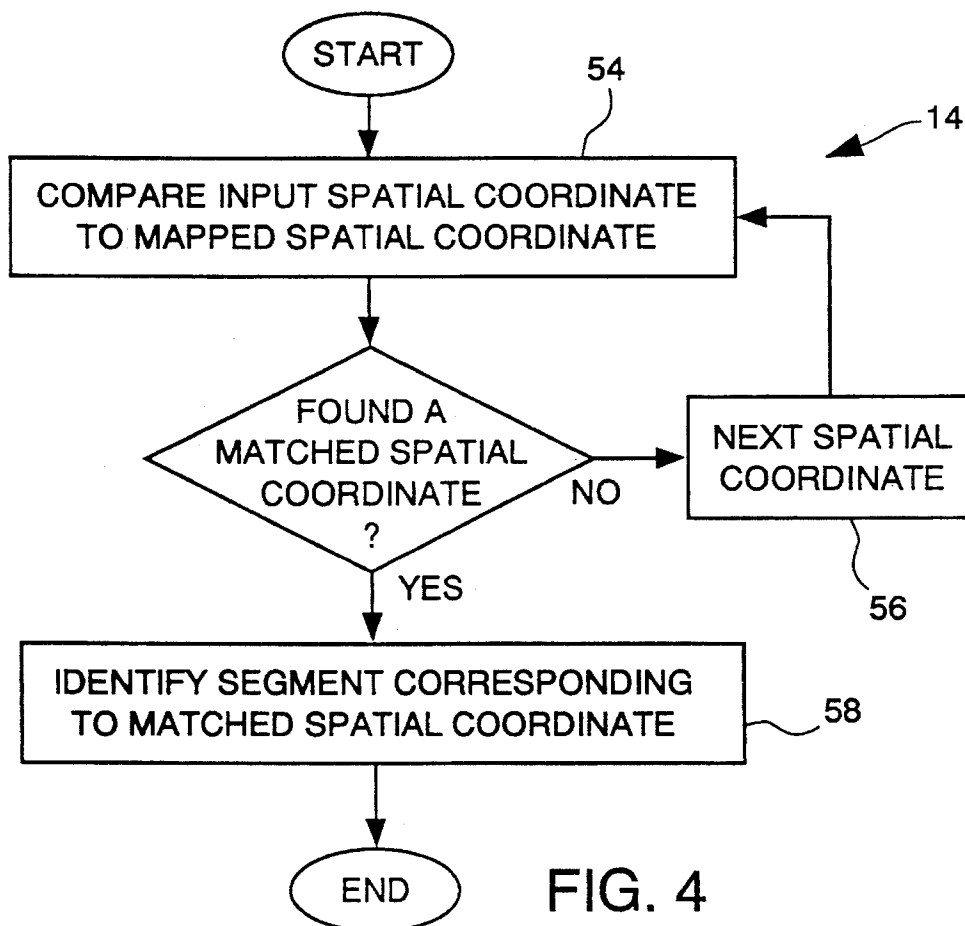 START
54
14
COMPARE INPUT SPATIAL COORDINATE
TO MAPPED SPATIAL COORDINATE
FOUND A
MATCHED SPATIAL
COORDINATE
?
NO
NEXT SPATIAL
COORDINATE
56
YES
IDENTIFY SEGMENT CORRESPONDING
TO MATCHED SPATIAL COORDINATE
58
END
FIG. 4